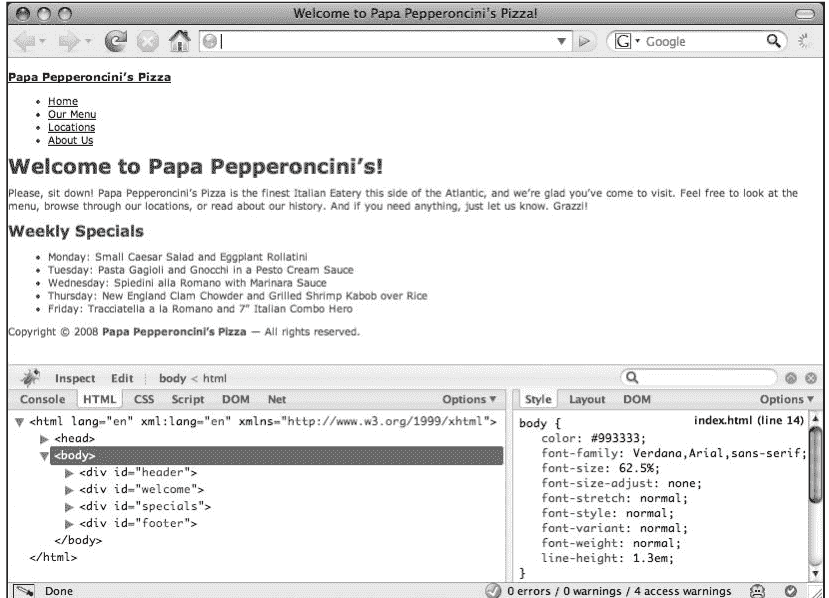 Welcome to Papa Pepperoncini's Pizza!
G Google
Papa Pepperoncini's Pizza
Home
Our Menu
Locations
About Us
Welcome to Papa Pepperoncini's!
Please, sit down! Papa Pepperoncini's Pizza is the finest Italian Eatery this side of the Atlantic, and we're glad you've come to visit. Feel free to look at the
menu, browse through our locations, or read about our history. And if you need anything, just let us know. Grazzi!
Weekly Specials
Monday: Small Caesar Salad and Eggplant Rollatini
Tuesday: Pasta Gagioli and Gnocchi in a Pesto Cream Sauce
Wednesday: Spiedini alla Romano with Marinara Sauce
Thursday: New England Clam Chowder and Grilled Shrimp Kabob over Rice
Friday: Tracciatella a la Romano and 7" Italian Combo Hero
Copyright © 2008 Papa Pepperoncini's Pizza — All rights reserved.
Inspect Edit body < html
Console HTML CSS Script DOM Net Options
<html lang="en" xml:lang="en" xmlns="http://www.w3.org/1999/xhtml">
<head>
<body>
<div id="header">
<div id="welcome">
<div id="specials">
<div id="footer">
</body>
</html>
Style Layout DOM Options
body { index.html (line 14)
color: #993333;
font-family: Verdana,Arial,sans-serif;
font-size: 62.5%;
font-size-adjust: none;
font-stretch: normal;
font-style: normal;
font-variant: normal;
font-weight: normal;
line-height: 1.3em;
}
Done 0 errors / 0 warnings / 4 access warnings